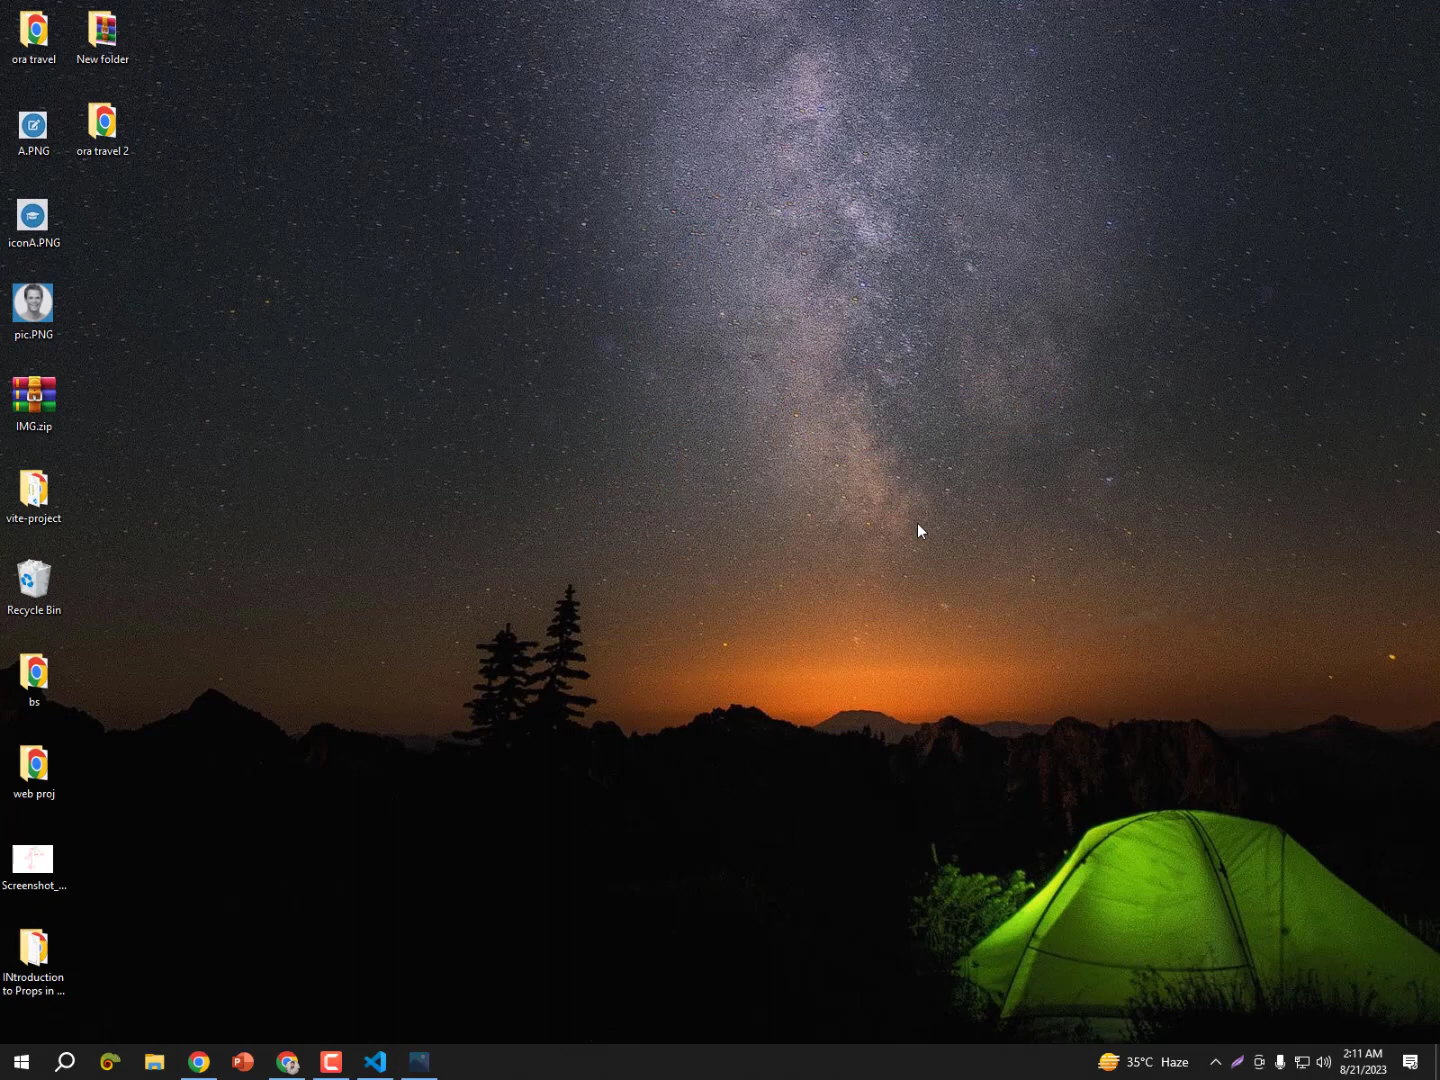 ora travel
New folder
A.PNG
ora travel 2
iconA.PNG
pic.PNG
IMG.zip
vite-project
Recycle Bin
bs
web proj
Screenshot_...
INtroduction
to Props in ...
35°C Haze
2:11 AM
8/21/2023